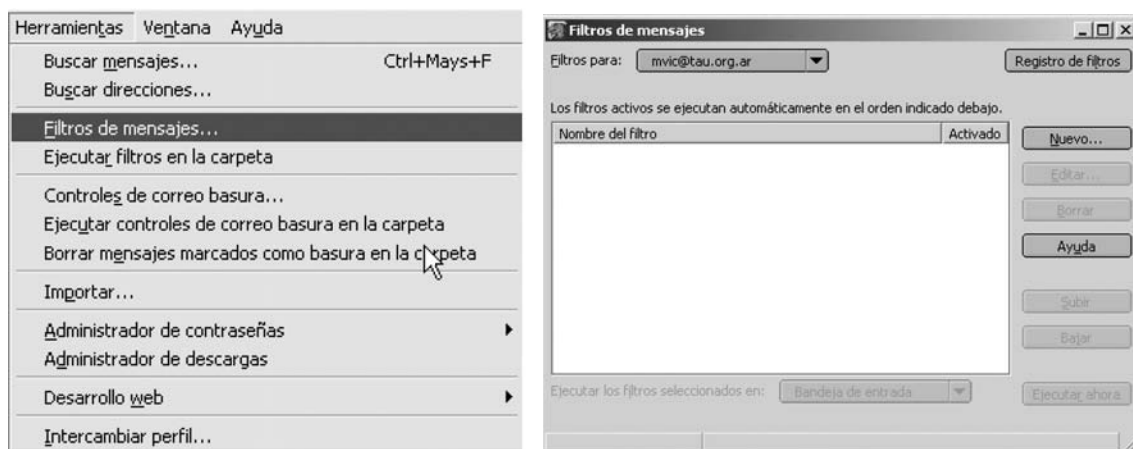 Herramientas Ventana Ayuda
Buscar mensajes... Ctrl+Mays+F
Buscar direcciones...
Filtros de mensajes...
Ejecutar filtros en la carpeta
Controles de correo basura...
Ejecutar controles de correo basura en la carpeta
Borrar mensajes marcados como basura en la carpeta
Importar...
Administrador de contraseñas
Administrador de descargas
Desarrollo web
Intercambiar perfil...
Filtros de mensajes
Filtros para: mvic@tau.org.ar Registro de filtros
Los filtros activos se ejecutan automáticamente en el orden indicado debajo.
Nombre del filtro Activado
Nuevo...
Editar...
Borrar
Ayuda
Subir
Bajar
Ejecutar los filtros seleccionados en: Bandeja de entrada Ejecutar ahora